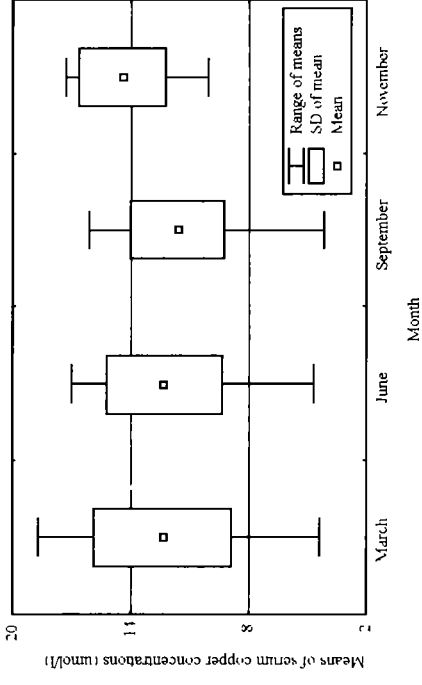 Means of serum copper concentrations (umol/l)
20
14
8
2
March
June
September
November
Month
Range of means
SD of mean
Mean